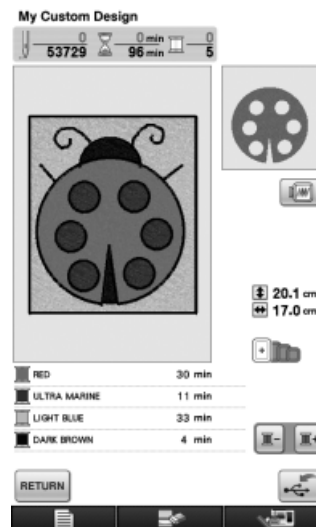 My Custom Design
0 0 min 0
53729 96 min 5
20.1 cm
17.0 cm
RED 30 min
ULTRA MARINE 11 min
LIGHT BLUE 33 min
DARK BROWN 4 min
RETURN